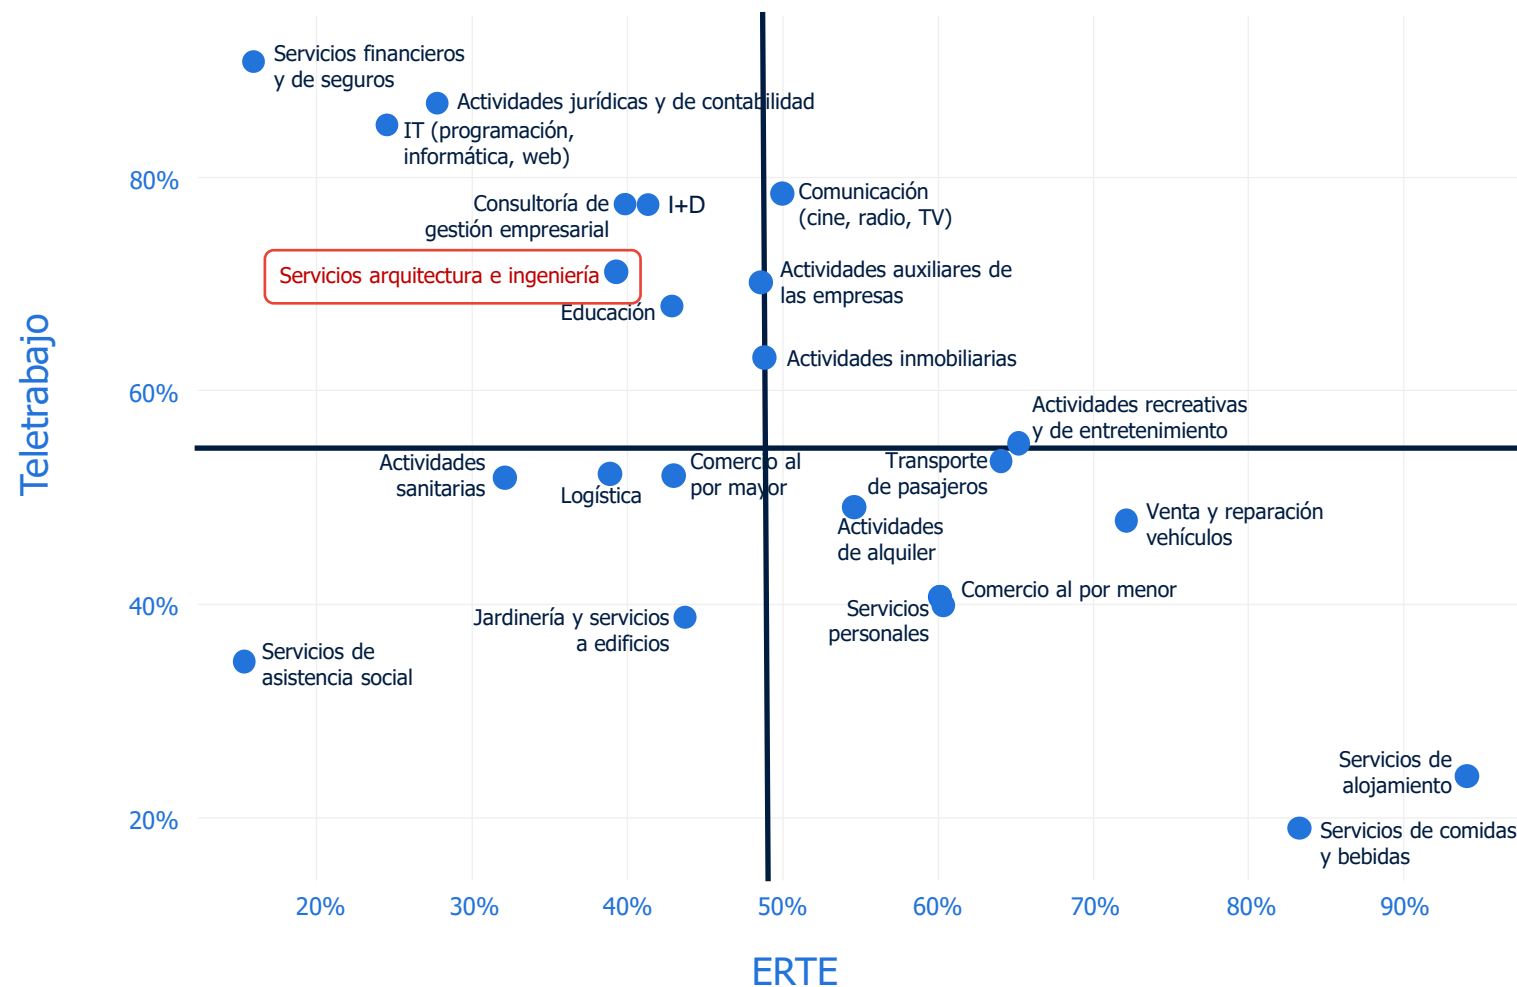 Servicios financieros
y de seguros
Actividades jurídicas y de contabilidad
IT (programación,
informática, web)
80%
Consultoría de
gestión empresarial
I+D
Comunicación
(cine, radio, TV)
Servicios arquitectura e ingeniería
Actividades auxiliares de
las empresas
Educación
Teletrabajo
Actividades inmobiliarias
60%
Actividades recreativas
y de entretenimiento
Actividades
sanitarias
Logística
Comercio al
por mayor
Transporte
de pasajeros
Actividades
de alquiler
Venta y reparación
vehículos
40%
Comercio al por menor
Servicios
personales
Jardinería y servicios
a edificios
Servicios de
asistencia social
Servicios de
alojamiento
20%
Servicios de comidas
y bebidas
20%
30%
40%
50%
60%
70%
80%
90%
ERTE